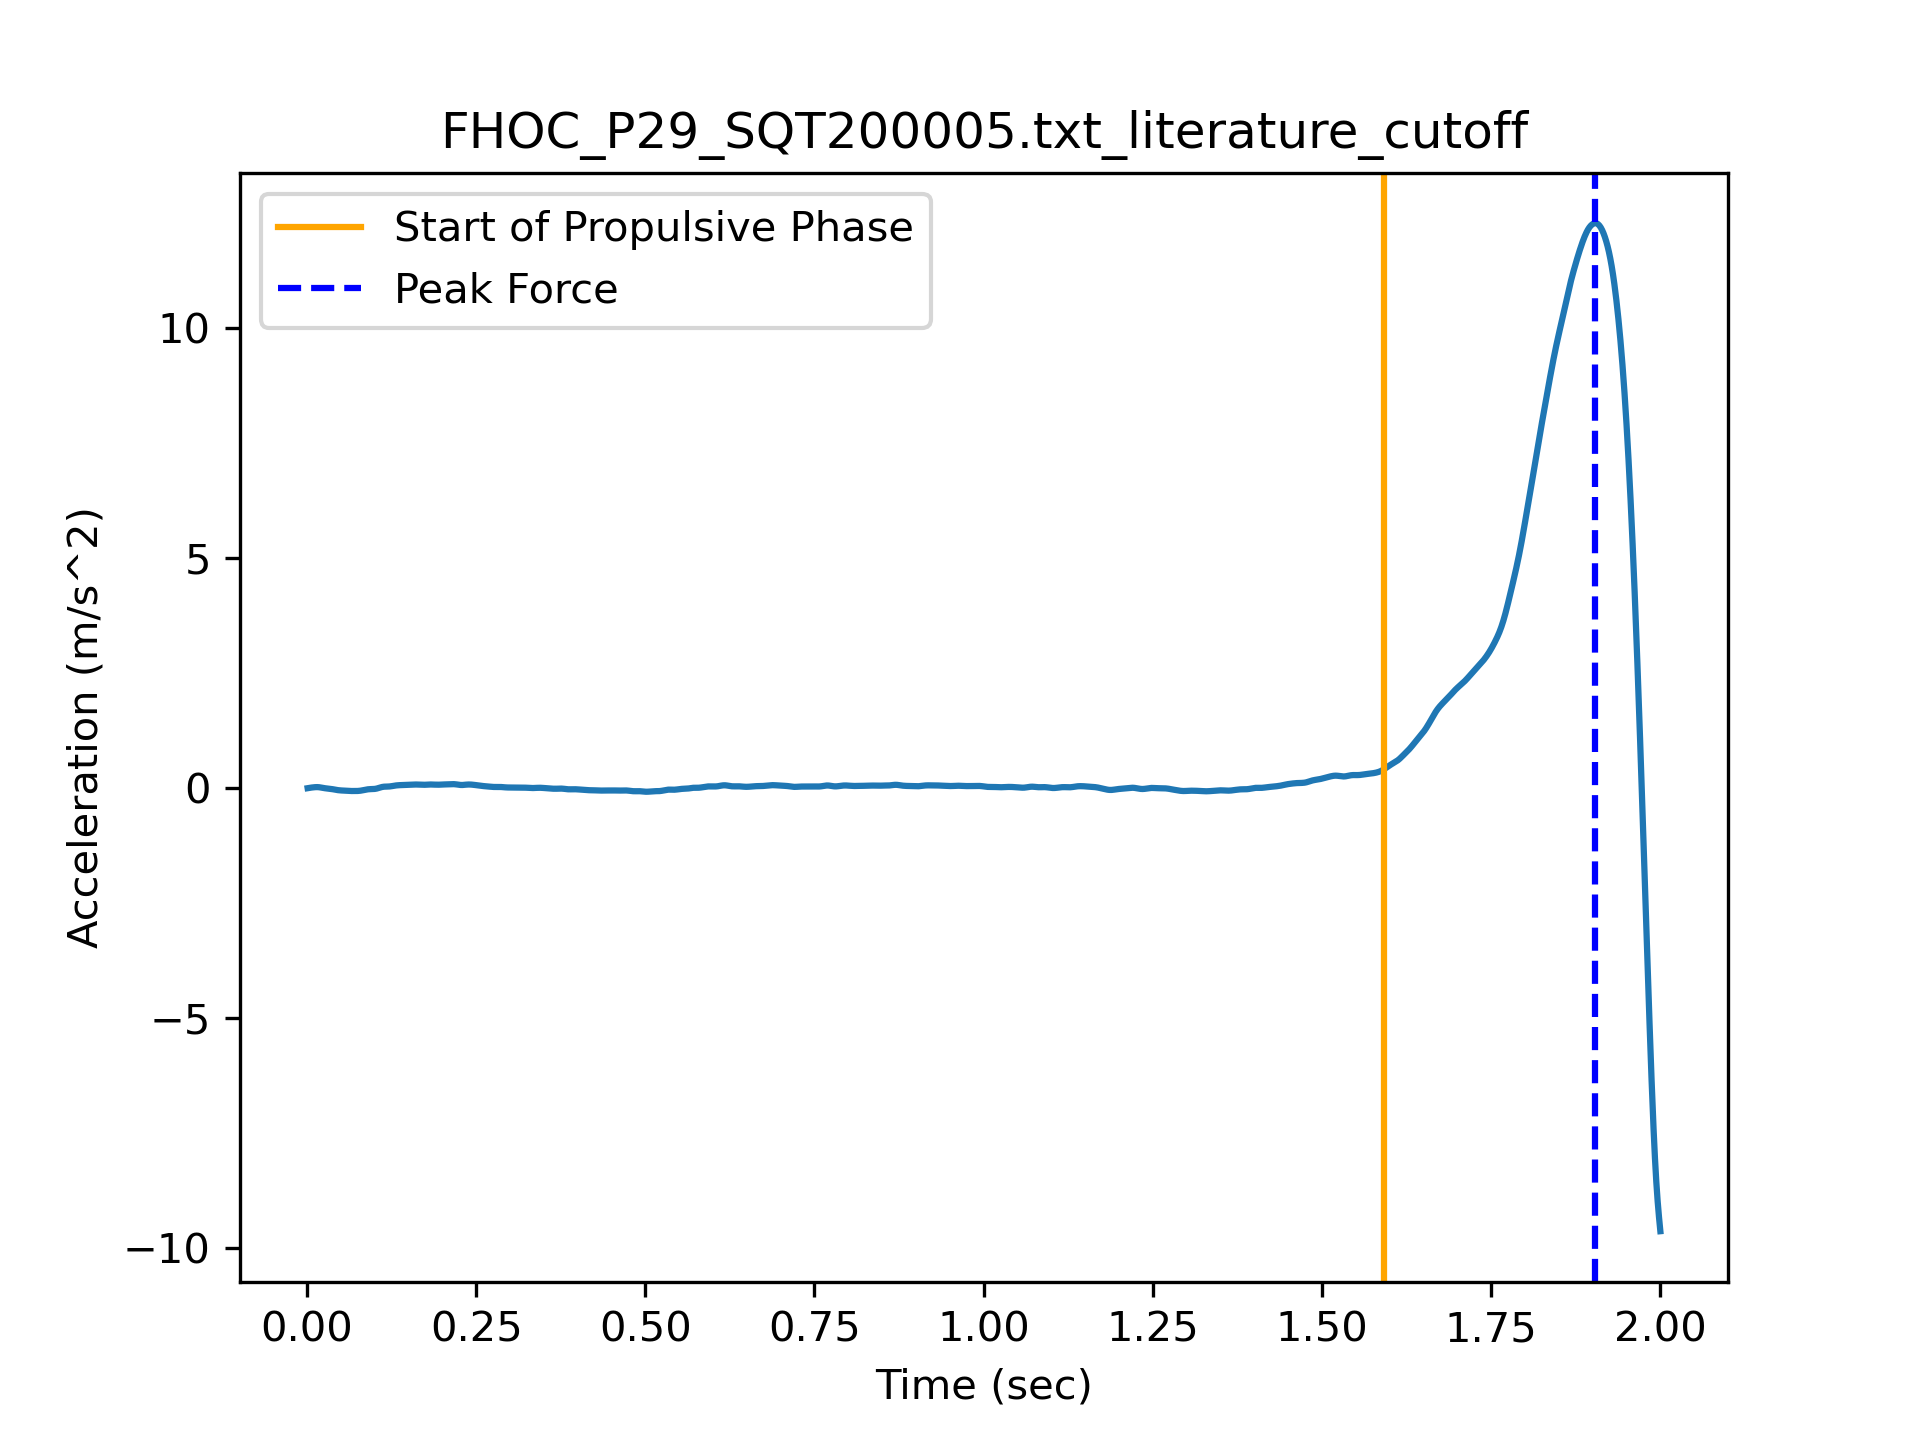 FHOC_P29_SQT200005.txt_literature_cutoff
Start of Propulsive Phase
Peak Force
Acceleration (m/s^2)
10
5
0
−5
−10
0.00 0.25 0.50 0.75 1.00 1.25 1.50 1.75 2.00
Time (sec)